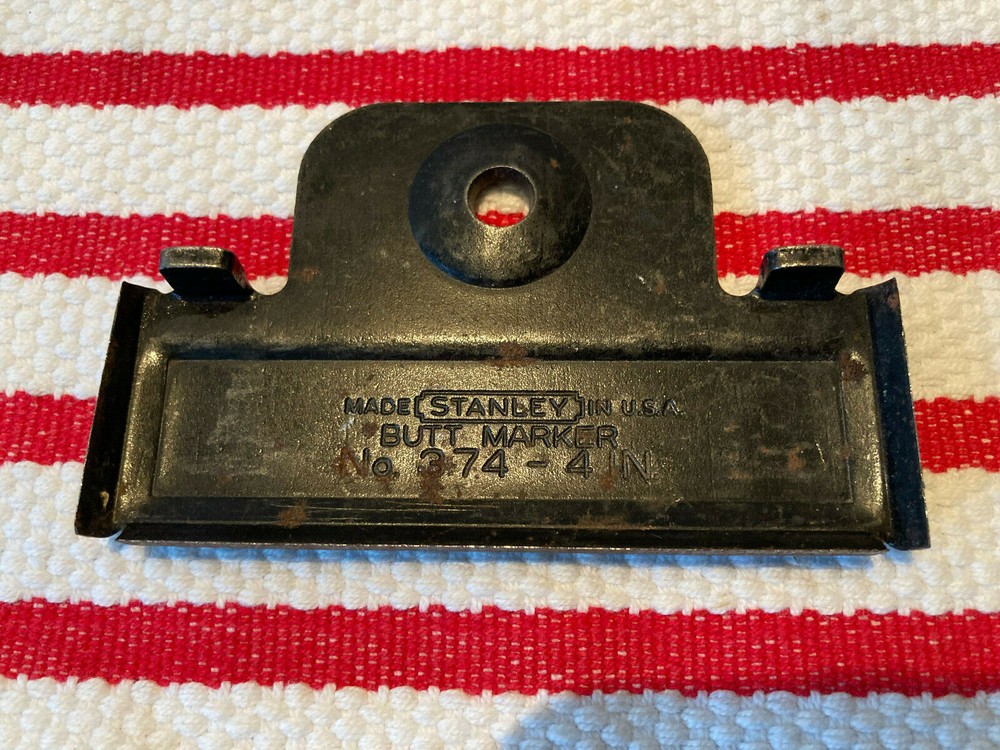 MADE STANLEY IN U.S.A.
BUTT MARKER
No. 374 - 4 IN